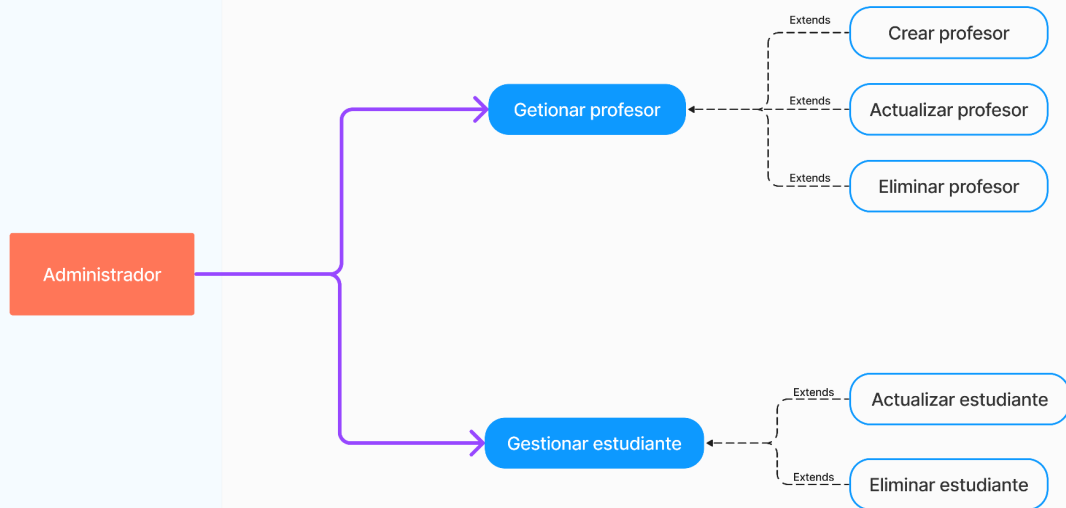 Extends
Crear profesor
Getionar profesor
Extends
Actualizar profesor
Extends
Eliminar profesor
Administrador
Extends
Actualizar estudiante
Gestionar estudiante
Extends
Eliminar estudiante